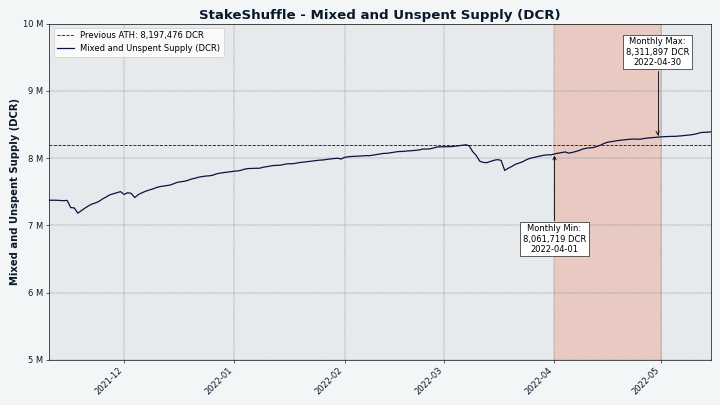 StakeShuffle - Mixed and Unspent Supply (DCR)
Previous ATH: 8,197,476 DCR
Mixed and Unspent Supply (DCR)
Monthly Max:
8,311,897 DCR
2022-04-30
Monthly Min:
8,061,719 DCR
2022-04-01
Mixed and Unspent Supply (DCR)
10 M
9 M
8 M
7 M
6 M
5 M
2021-12
2022-01
2022-02
2022-03
2022-04
2022-05